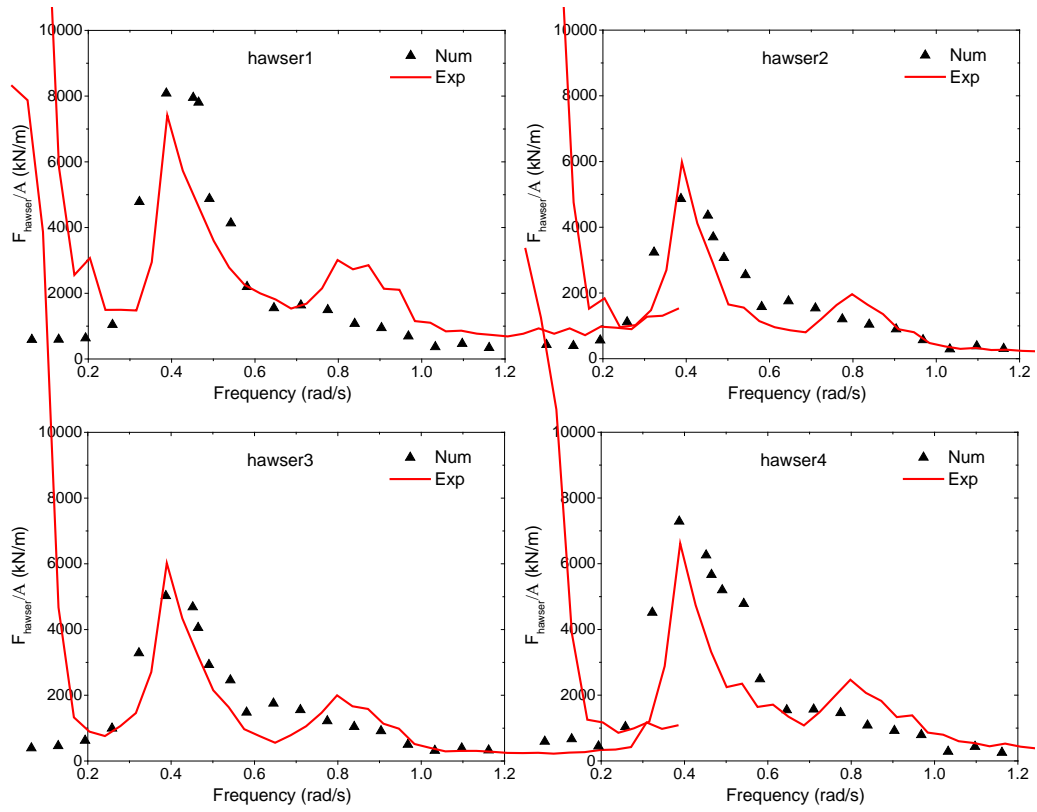 hawser1
Num
Exp
10000
8000
6000
4000
2000
0
F_hawser/A (kN/m)
0.2 0.4 0.6 0.8 1.0 1.2
Frequency (rad/s)
hawser2
Num
Exp
10000
8000
6000
4000
2000
0
F_hawser/A (kN/m)
0.2 0.4 0.6 0.8 1.0 1.2
Frequency (rad/s)
hawser3
Num
Exp
10000
8000
6000
4000
2000
0
F_hawser/A (kN/m)
0.2 0.4 0.6 0.8 1.0 1.2
Frequency (rad/s)
hawser4
Num
Exp
10000
8000
6000
4000
2000
0
F_hawser/A (kN/m)
0.2 0.4 0.6 0.8 1.0 1.2
Frequency (rad/s)